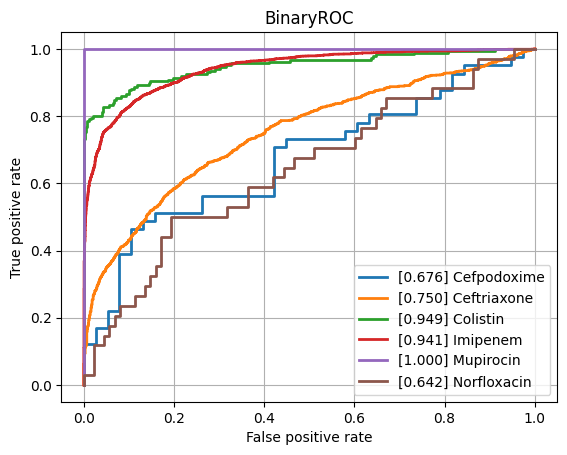 BinaryROC
True positive rate
1.0
0.8
0.6
0.4
0.2
0.0
[0.676] Cefpodoxime
[0.750] Ceftriaxone
[0.949] Colistin
[0.941] Imipenem
[1.000] Mupirocin
[0.642] Norfloxacin
0.0 0.2 0.4 0.6 0.8 1.0
False positive rate